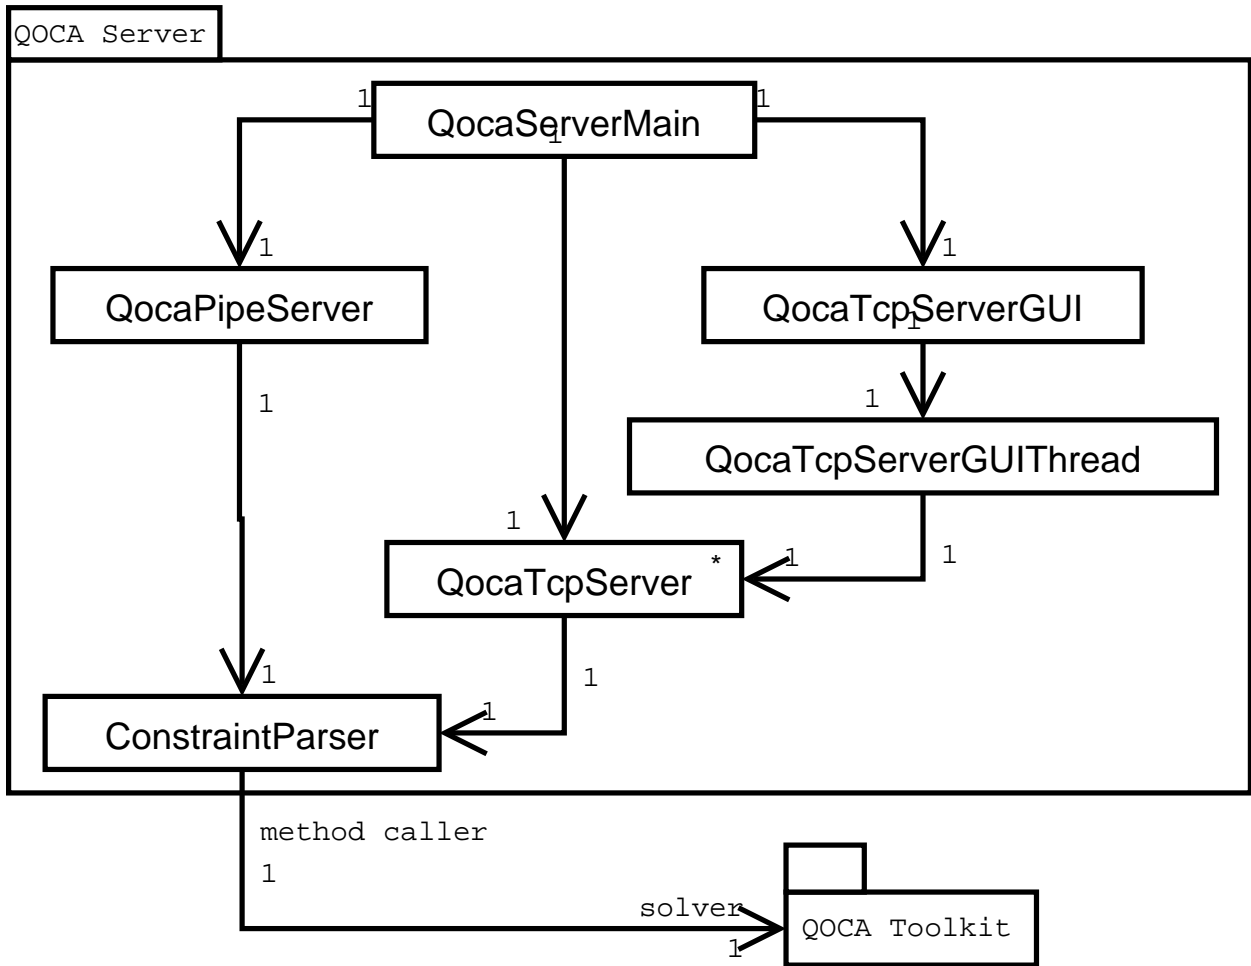 QOCA Server
1
QocaServerMain
1
1
1
1
QocaPipeServer
QocaTcpServerGUI
1
1
1
QocaTcpServerGUIThread
1
1
1
QocaTcpServer
*
1
1
1
1
ConstraintParser
method caller
1
solver
1
QOCA Toolkit